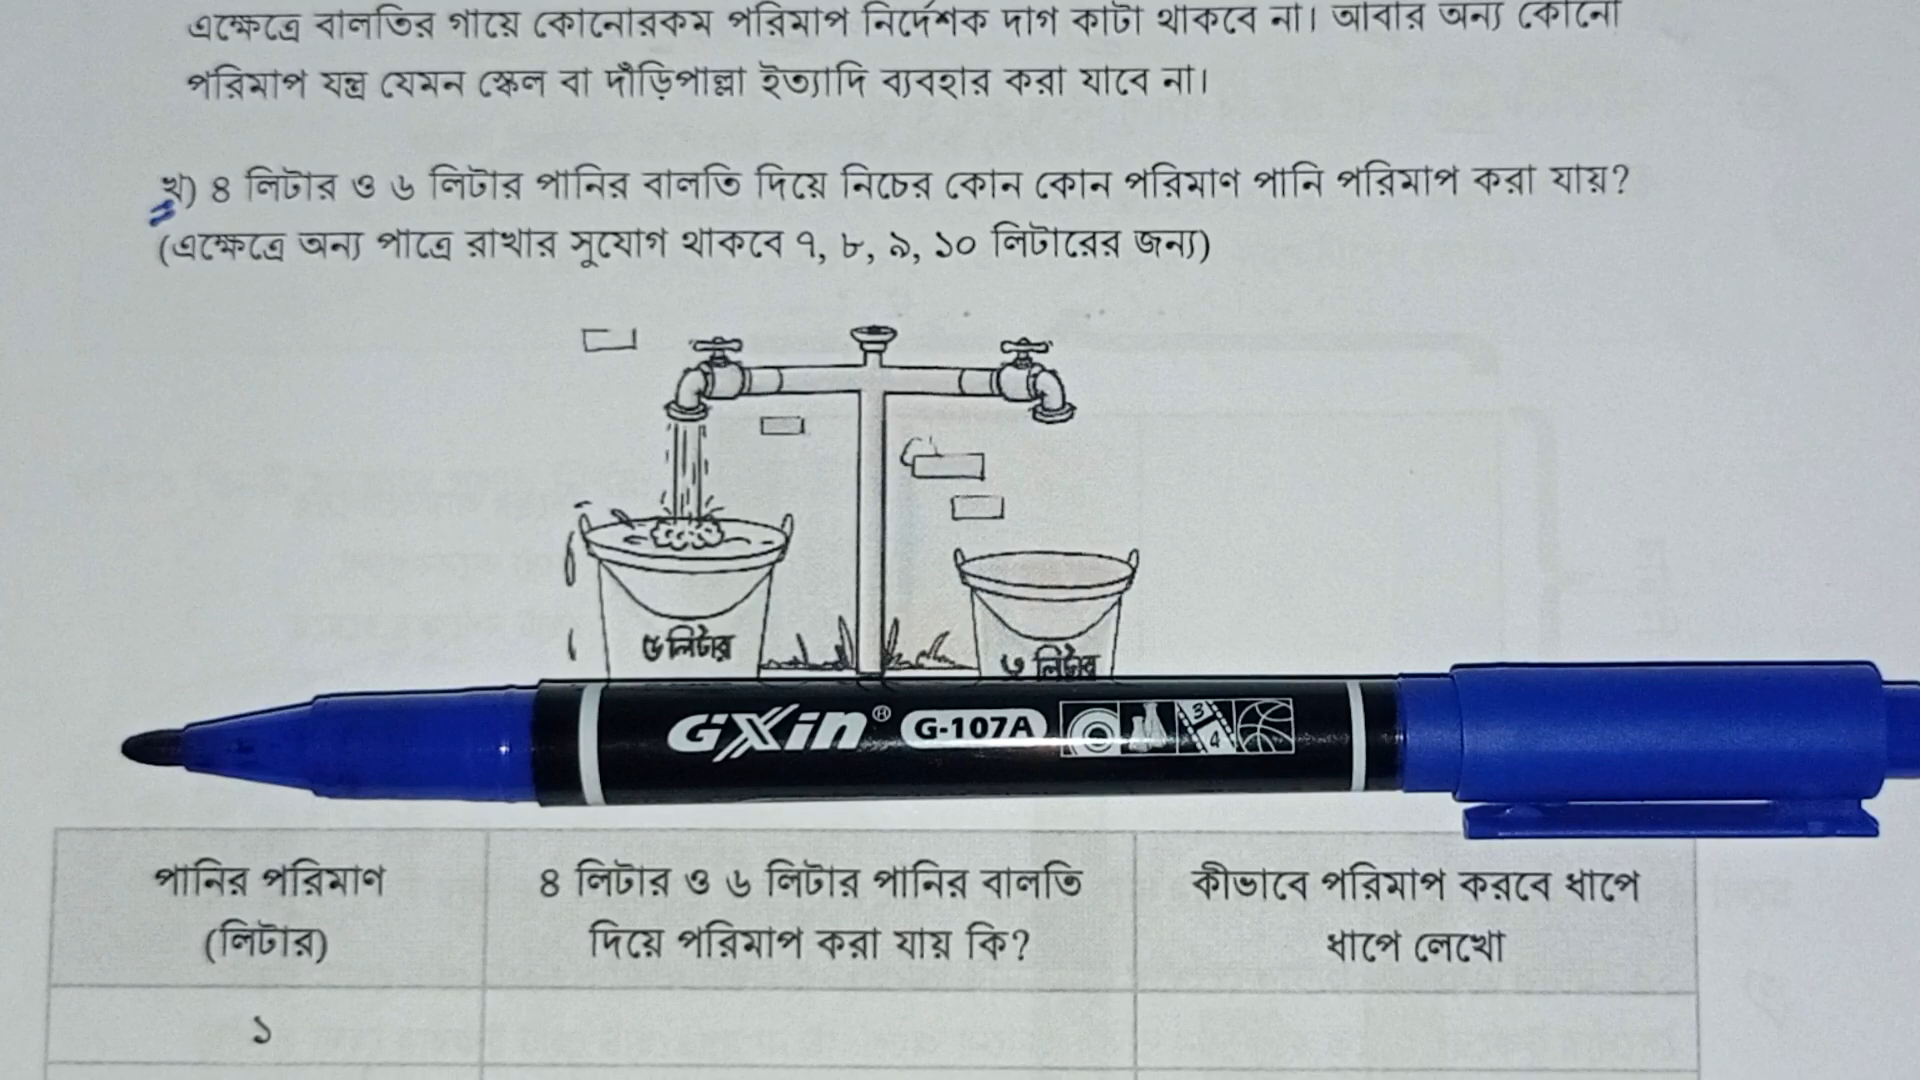 এক্ষেত্রে বালতির গায়ে কোনোরকম পরিমাপ নির্দেশক দাগ কাটা থাকবে না। আবার অন্য কোনো
পরিমাপ যন্ত্র যেমন স্কেল বা দাঁড়িপাল্লা ইত্যাদি ব্যবহার করা যাবে না।
খ) ৪ লিটার ও ৬ লিটার পানির বালতি দিয়ে নিচের কোন কোন পরিমাণ পানি পরিমাপ করা যায়?
(এক্ষেত্রে অন্য পাত্রে রাখার সুযোগ থাকবে ৭, ৮, ৯, ১০ লিটারের জন্য)
লিটার
লিটার
GXin® G-107A
3
4
পানির পরিমাণ
(লিটার)
৪ লিটার ও ৬ লিটার পানির বালতি
দিয়ে পরিমাপ করা যায় কি?
কীভাবে পরিমাপ করবে ধাপে
ধাপে লেখো
১